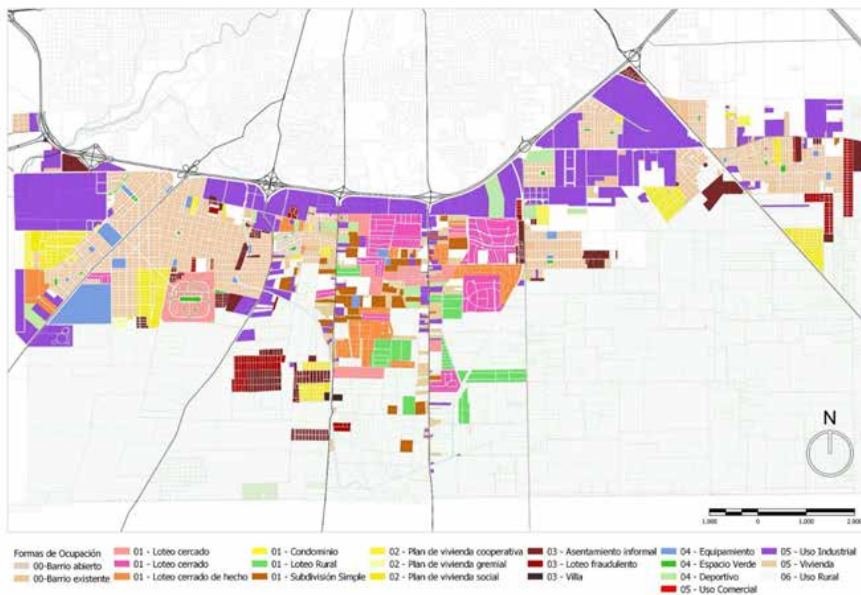 N
1.000 0 1.000 2.000
Formas de Ocupación
00-Barrio abierto
00-Barrio existente
01 - Loteo cercado
01 - Loteo cerrado
01 - Loteo cerrado de hecho
01 - Condominio
01 - Loteo Rural
01 - Subdivisión Simple
02 - Plan de vivienda cooperativa
02 - Plan de vivienda gremial
02 - Plan de vivienda social
03 - Asentamiento informal
03 - Loteo fraudulento
03 - Villa
04 - Equipamiento
04 - Espacio Verde
04 - Deportivo
05 - Uso Comercial
05 - Uso Industrial
05 - Vivienda
06 - Uso Rural